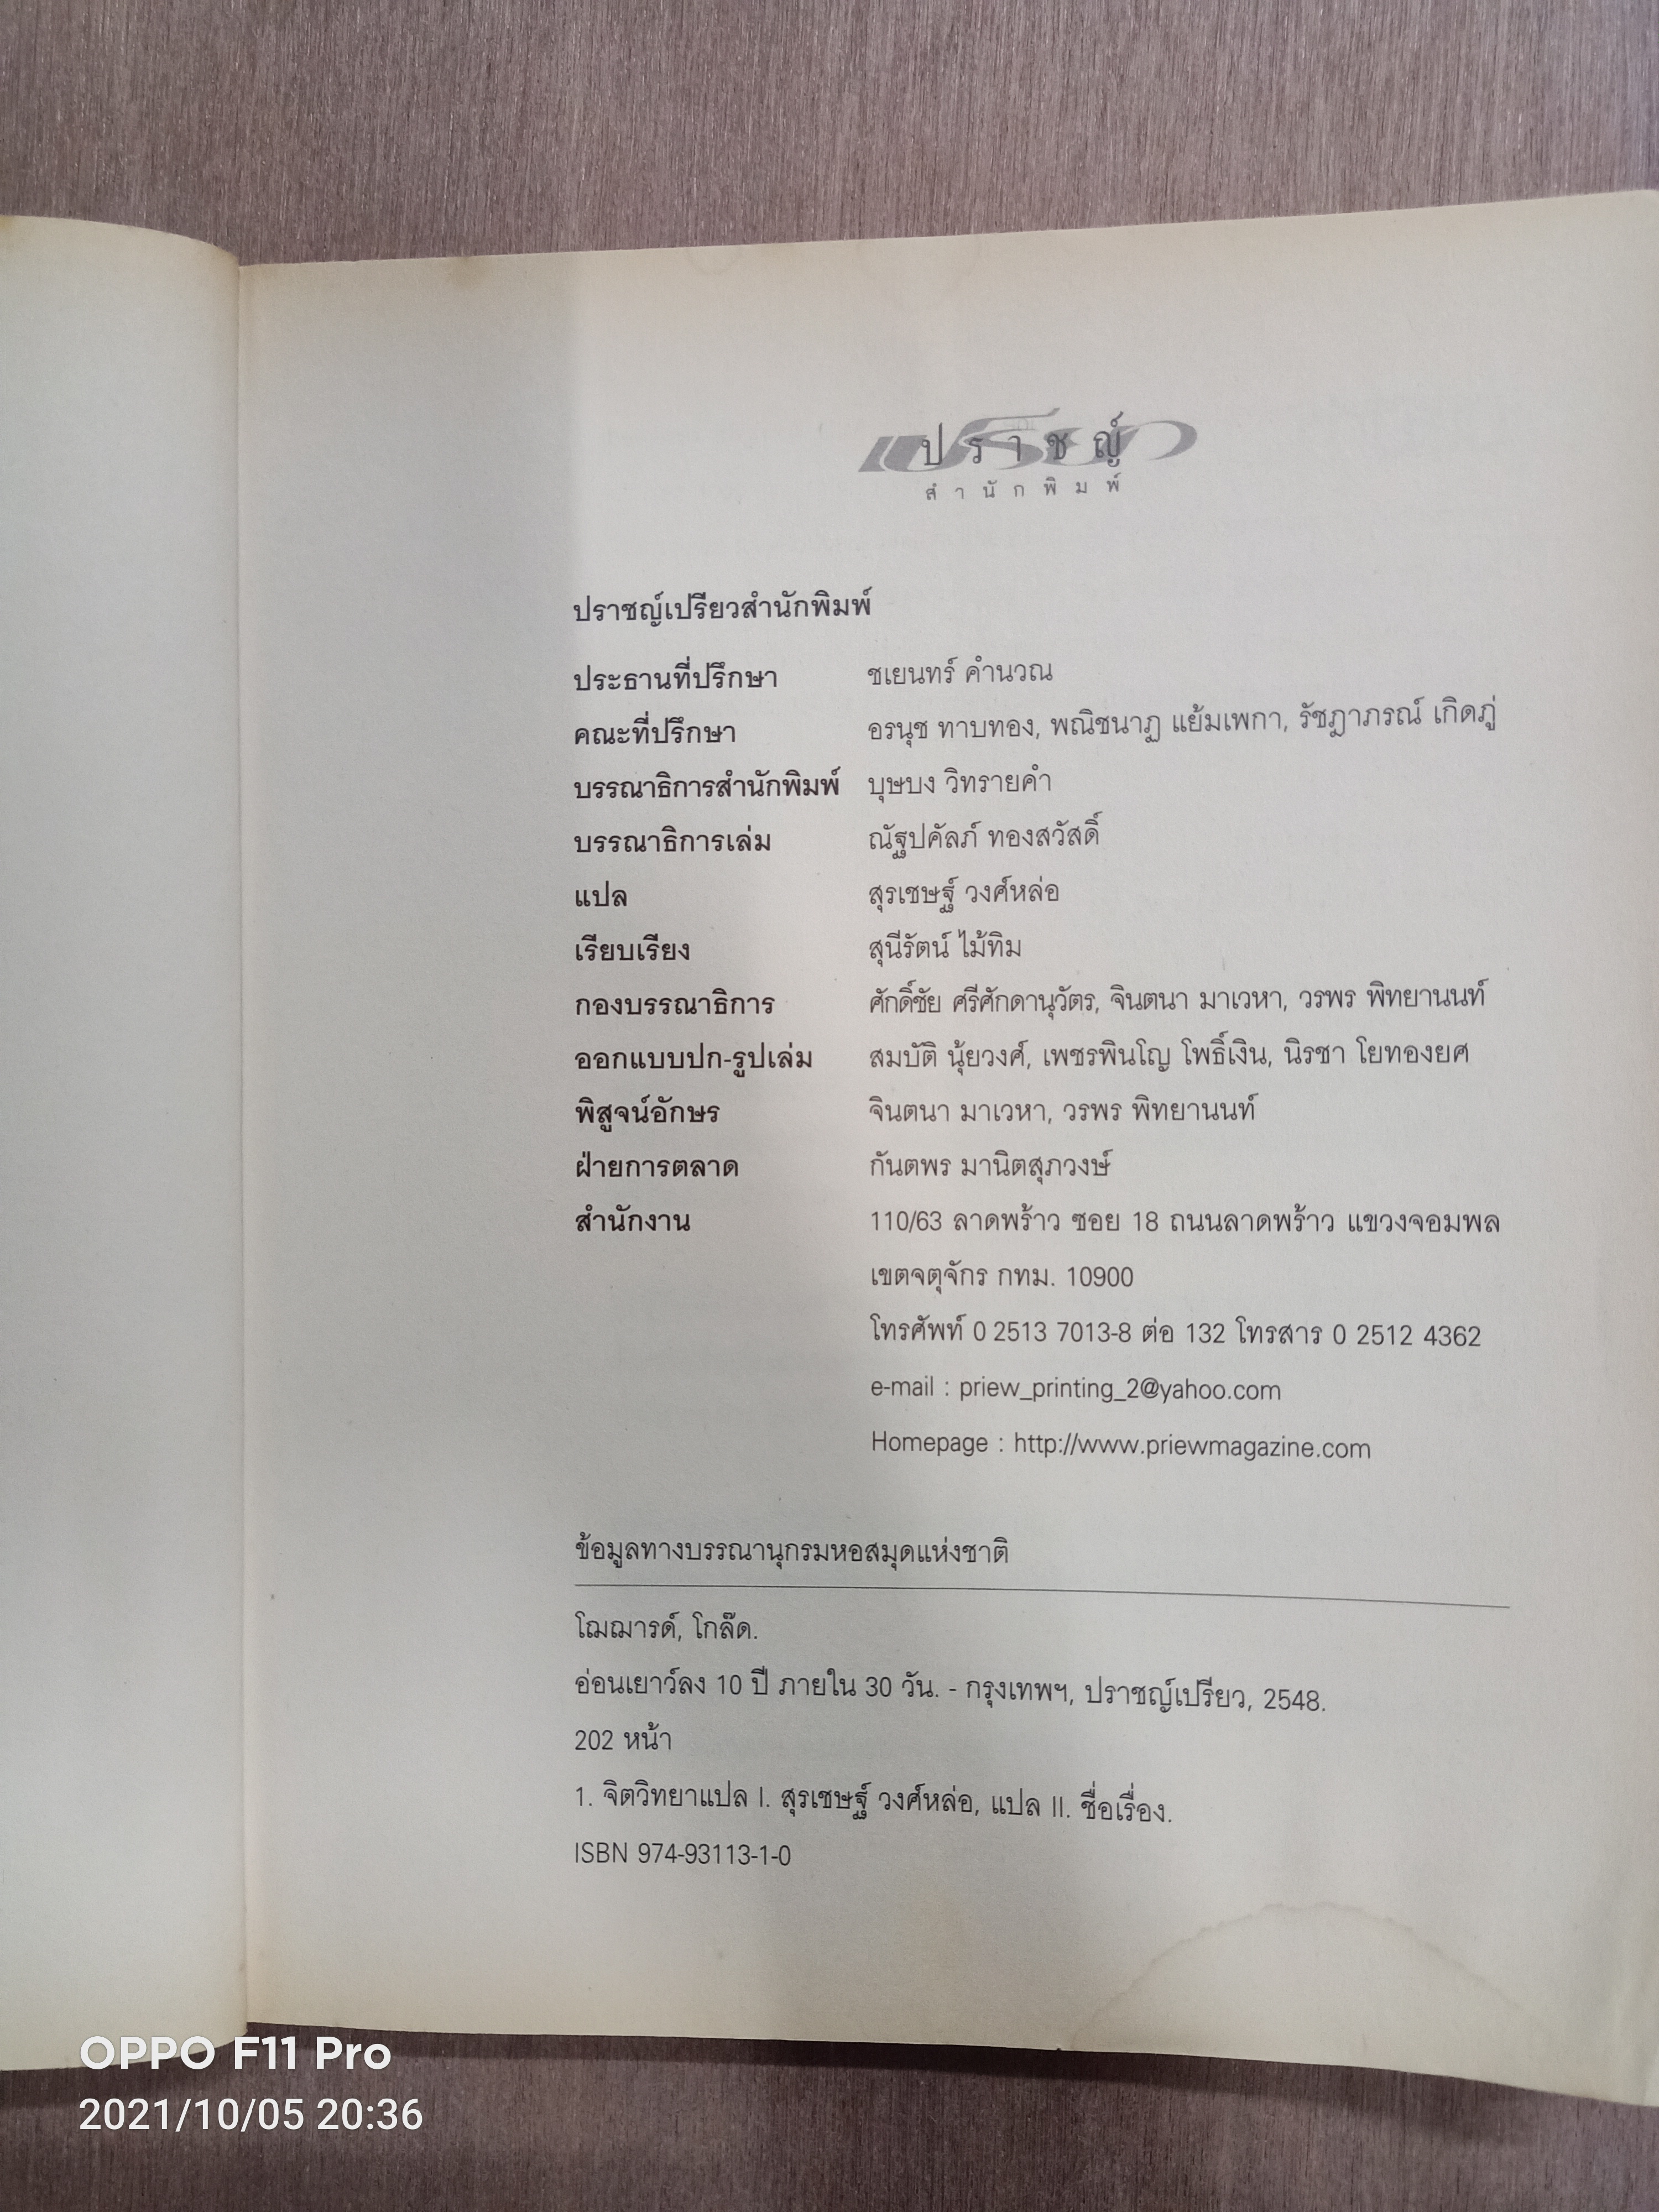 ปราชญ์
สำนักพิมพ์
ปราชญ์เปรียวสำนักพิมพ์
ประธานที่ปรึกษา ชเยนทร์ คำนวณ
คณะที่ปรึกษา อรนุช ทาบทอง, พณิชนาฏ แย้มเพกา, รัชฎาภรณ์ เกิดภู่
บรรณาธิการสำนักพิมพ์ บุษบง วิทรายคำ
บรรณาธิการเล่ม ณัฐปคัลภ์ ทองสวัสดิ์
แปล สุรเชษฐ์ วงศ์หล่อ
เรียบเรียง สุนีรัตน์ ไม้ทิม
กองบรรณาธิการ ศักดิ์ชัย ศรีศักดานุวัตร, จินตนา มาเวหา, วรพร พิทยานนท์
ออกแบบปก-รูปเล่ม สมบัติ นุ้ยวงศ์, เพชรพินโญ โพธิ์เงิน, นิรชา โยทองยศ
พิสูจน์อักษร จินตนา มาเวหา, วรพร พิทยานนท์
ฝ่ายการตลาด กันตพร มานิตสุภวงษ์
สำนักงาน 110/63 ลาดพร้าว ซอย 18 ถนนลาดพร้าว แขวงจอมพล
เขตจตุจักร กทม. 10900
โทรศัพท์ 0 2513 7013-8 ต่อ 132 โทรสาร 0 2512 4362
e-mail : priew_printing_2@yahoo.com
Homepage : http://www.priewmagazine.com
ข้อมูลทางบรรณานุกรมหอสมุดแห่งชาติ
โฌฌารด์, โกล๊ด.
อ่อนเยาว์ลง 10 ปี ภายใน 30 วัน. - กรุงเทพฯ, ปราชญ์เปรียว, 2548.
202 หน้า
1. จิตวิทยาแปล I. สุรเชษฐ์ วงศ์หล่อ, แปล II. ชื่อเรื่อง.
ISBN 974-93113-1-0
OPPO F11 Pro
2021/10/05 20:36